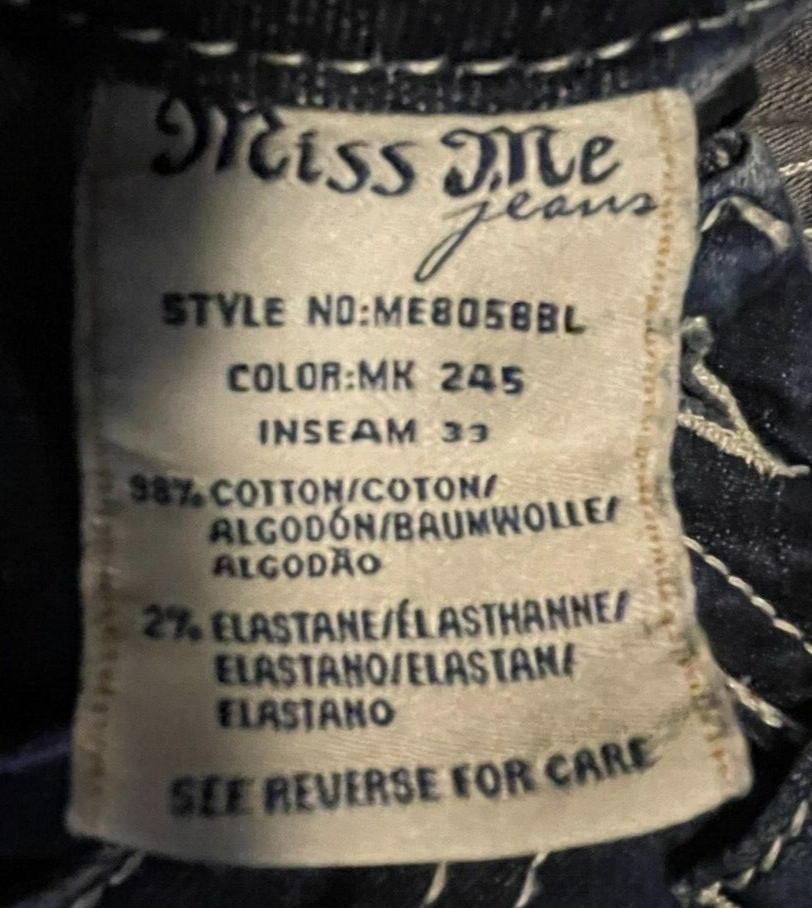 Miss Me
jeans
STYLE NO:ME8058BL
COLOR:MK 245
INSEAM 33
98% COTTON/COTON/
ALGODÓN/BAUMWOLLE/
ALGODÃO
2% ELASTANE/ÉLASTHANNE/
ELASTANO/ELASTAN/
ELASTANO
SEE REVERSE FOR CARE